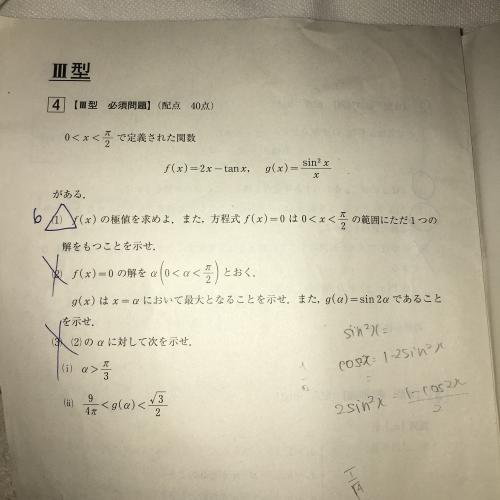 III型
4 【III型 必須問題】(配点 40点)
0<x<π/2 で定義された関数
f(x)=2x−tanx, g(x)=sin²x/x
がある.
6 (1) f(x) の極値を求めよ. また, 方程式 f(x)=0 は 0<x<π/2 の範囲にただ1つの
解をもつことを示せ.
(2) f(x)=0 の解を α(0<α<π/2) とおく.
g(x) は x=α において最大となることを示せ. また, g(α)=sin2α であること
を示せ.
(3) (2)の α に対して次を示せ.
(i) α>π/3
(ii) 9/4π<g(α)<√3/2
sin²x=
=1-2sin²x
=
2sin²x=